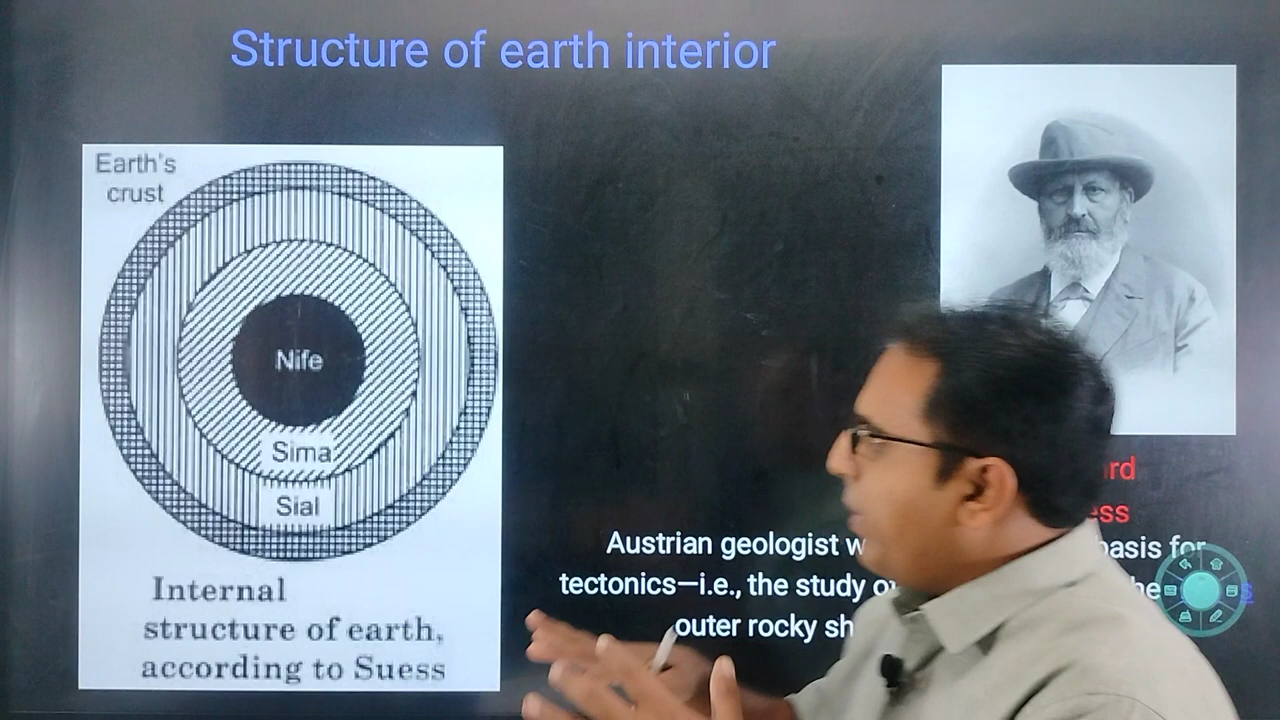 Structure of earth interior
Earth's
crust
Nife
Sima
Sial
Internal
structure of earth,
according to Suess
Austrian geologist basis for
tectonics—i.e., the study
outer rocky